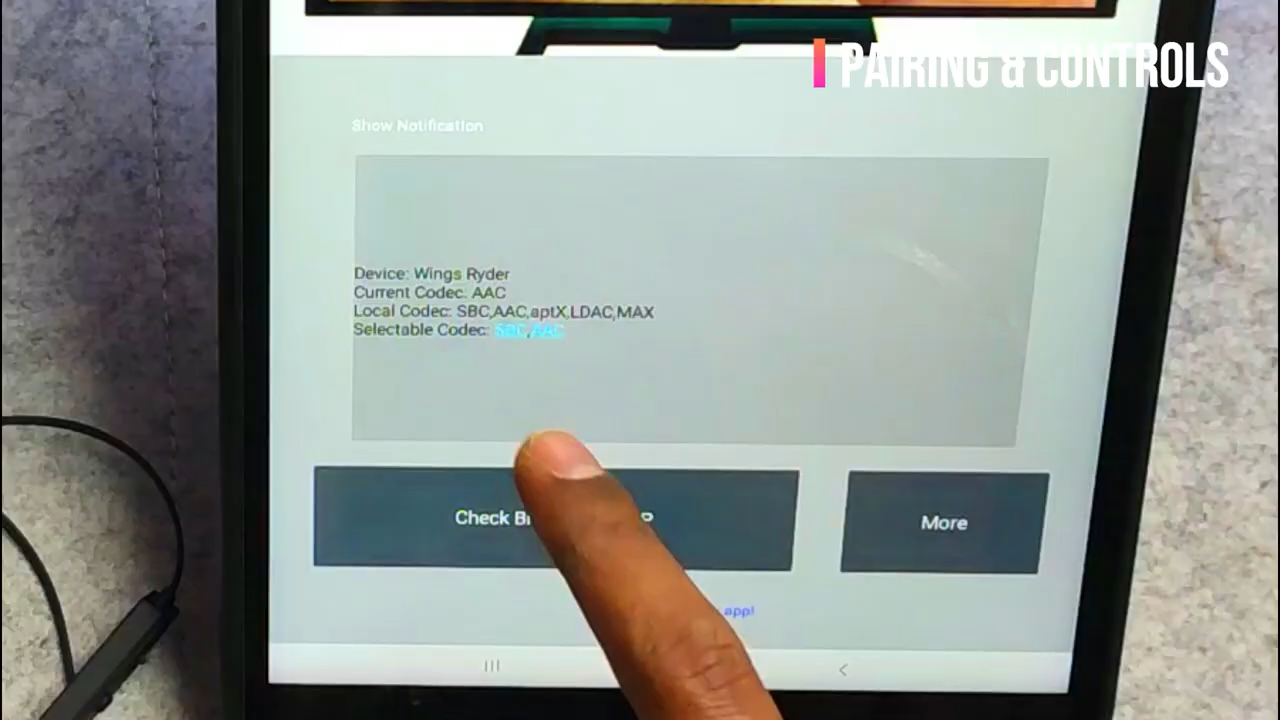 PAIRING & CONTROLS
Show Notification
Device: Wings Ryder
Current Codec: AAC
Local Codec: SBC,AAC,aptX,LDAC,MAX
Selectable Codec: SBC,AAC
Check
More
app!